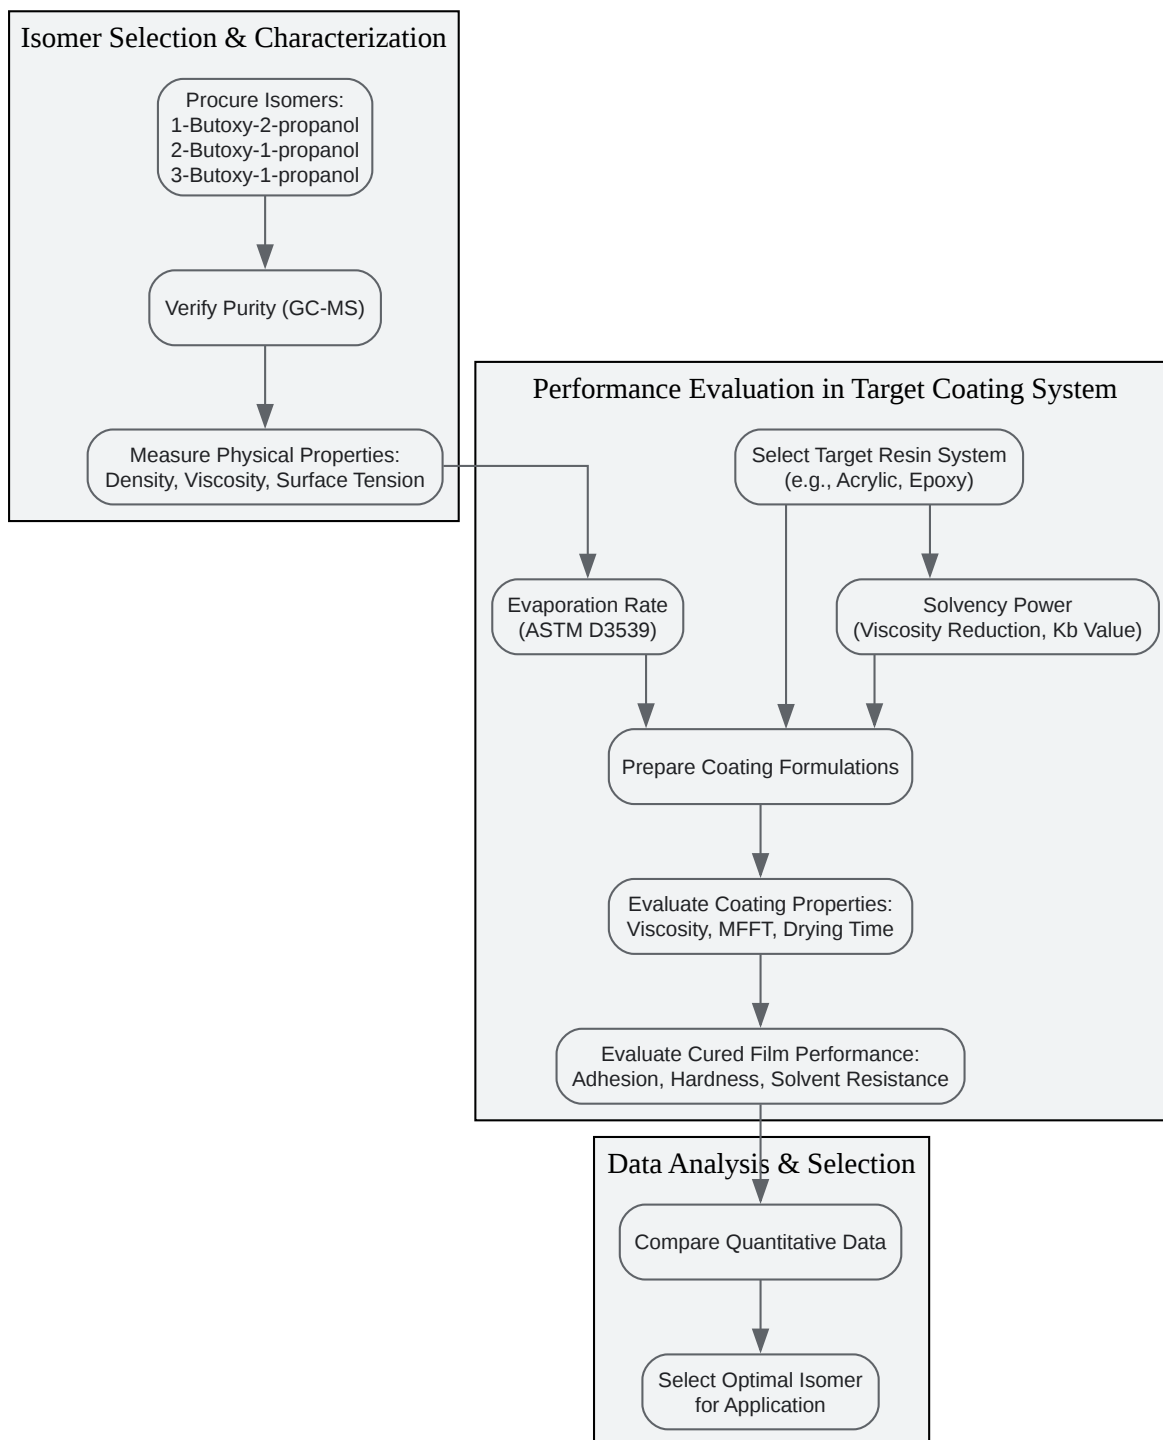 Isomer Selection & Characterization
Procure Isomers:
1-Butoxy-2-propanol
2-Butoxy-1-propanol
3-Butoxy-1-propanol
Verify Purity (GC-MS)
Measure Physical Properties:
Density, Viscosity, Surface Tension
Performance Evaluation in Target Coating System
Select Target Resin System
(e.g., Acrylic, Epoxy)
Evaporation Rate
(ASTM D3539)
Solvency Power
(Viscosity Reduction, Kb Value)
Prepare Coating Formulations
Evaluate Coating Properties:
Viscosity, MFFT, Drying Time
Evaluate Cured Film Performance:
Adhesion, Hardness, Solvent Resistance
Data Analysis & Selection
Compare Quantitative Data
Select Optimal Isomer
for Application